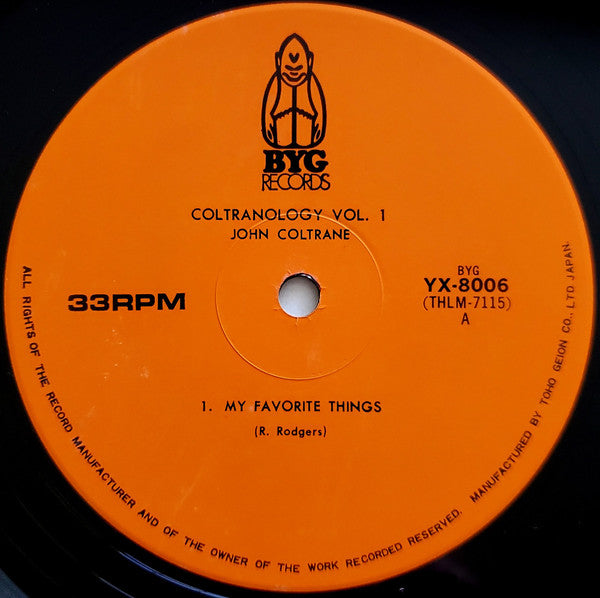 BYG
RECORDS
COLTRANOLOGY VOL. 1
JOHN COLTRANE
33RPM
BYG
YX-8006
(THLM-7115)
A
1. MY FAVORITE THINGS
(R. Rodgers)
ALL RIGHTS OF THE RECORD MANUFACTURER AND OF THE OWNER OF THE WORK RECORDED RESERVED. MANUFACTURED BY TOHO GEION CO., LTD JAPAN.